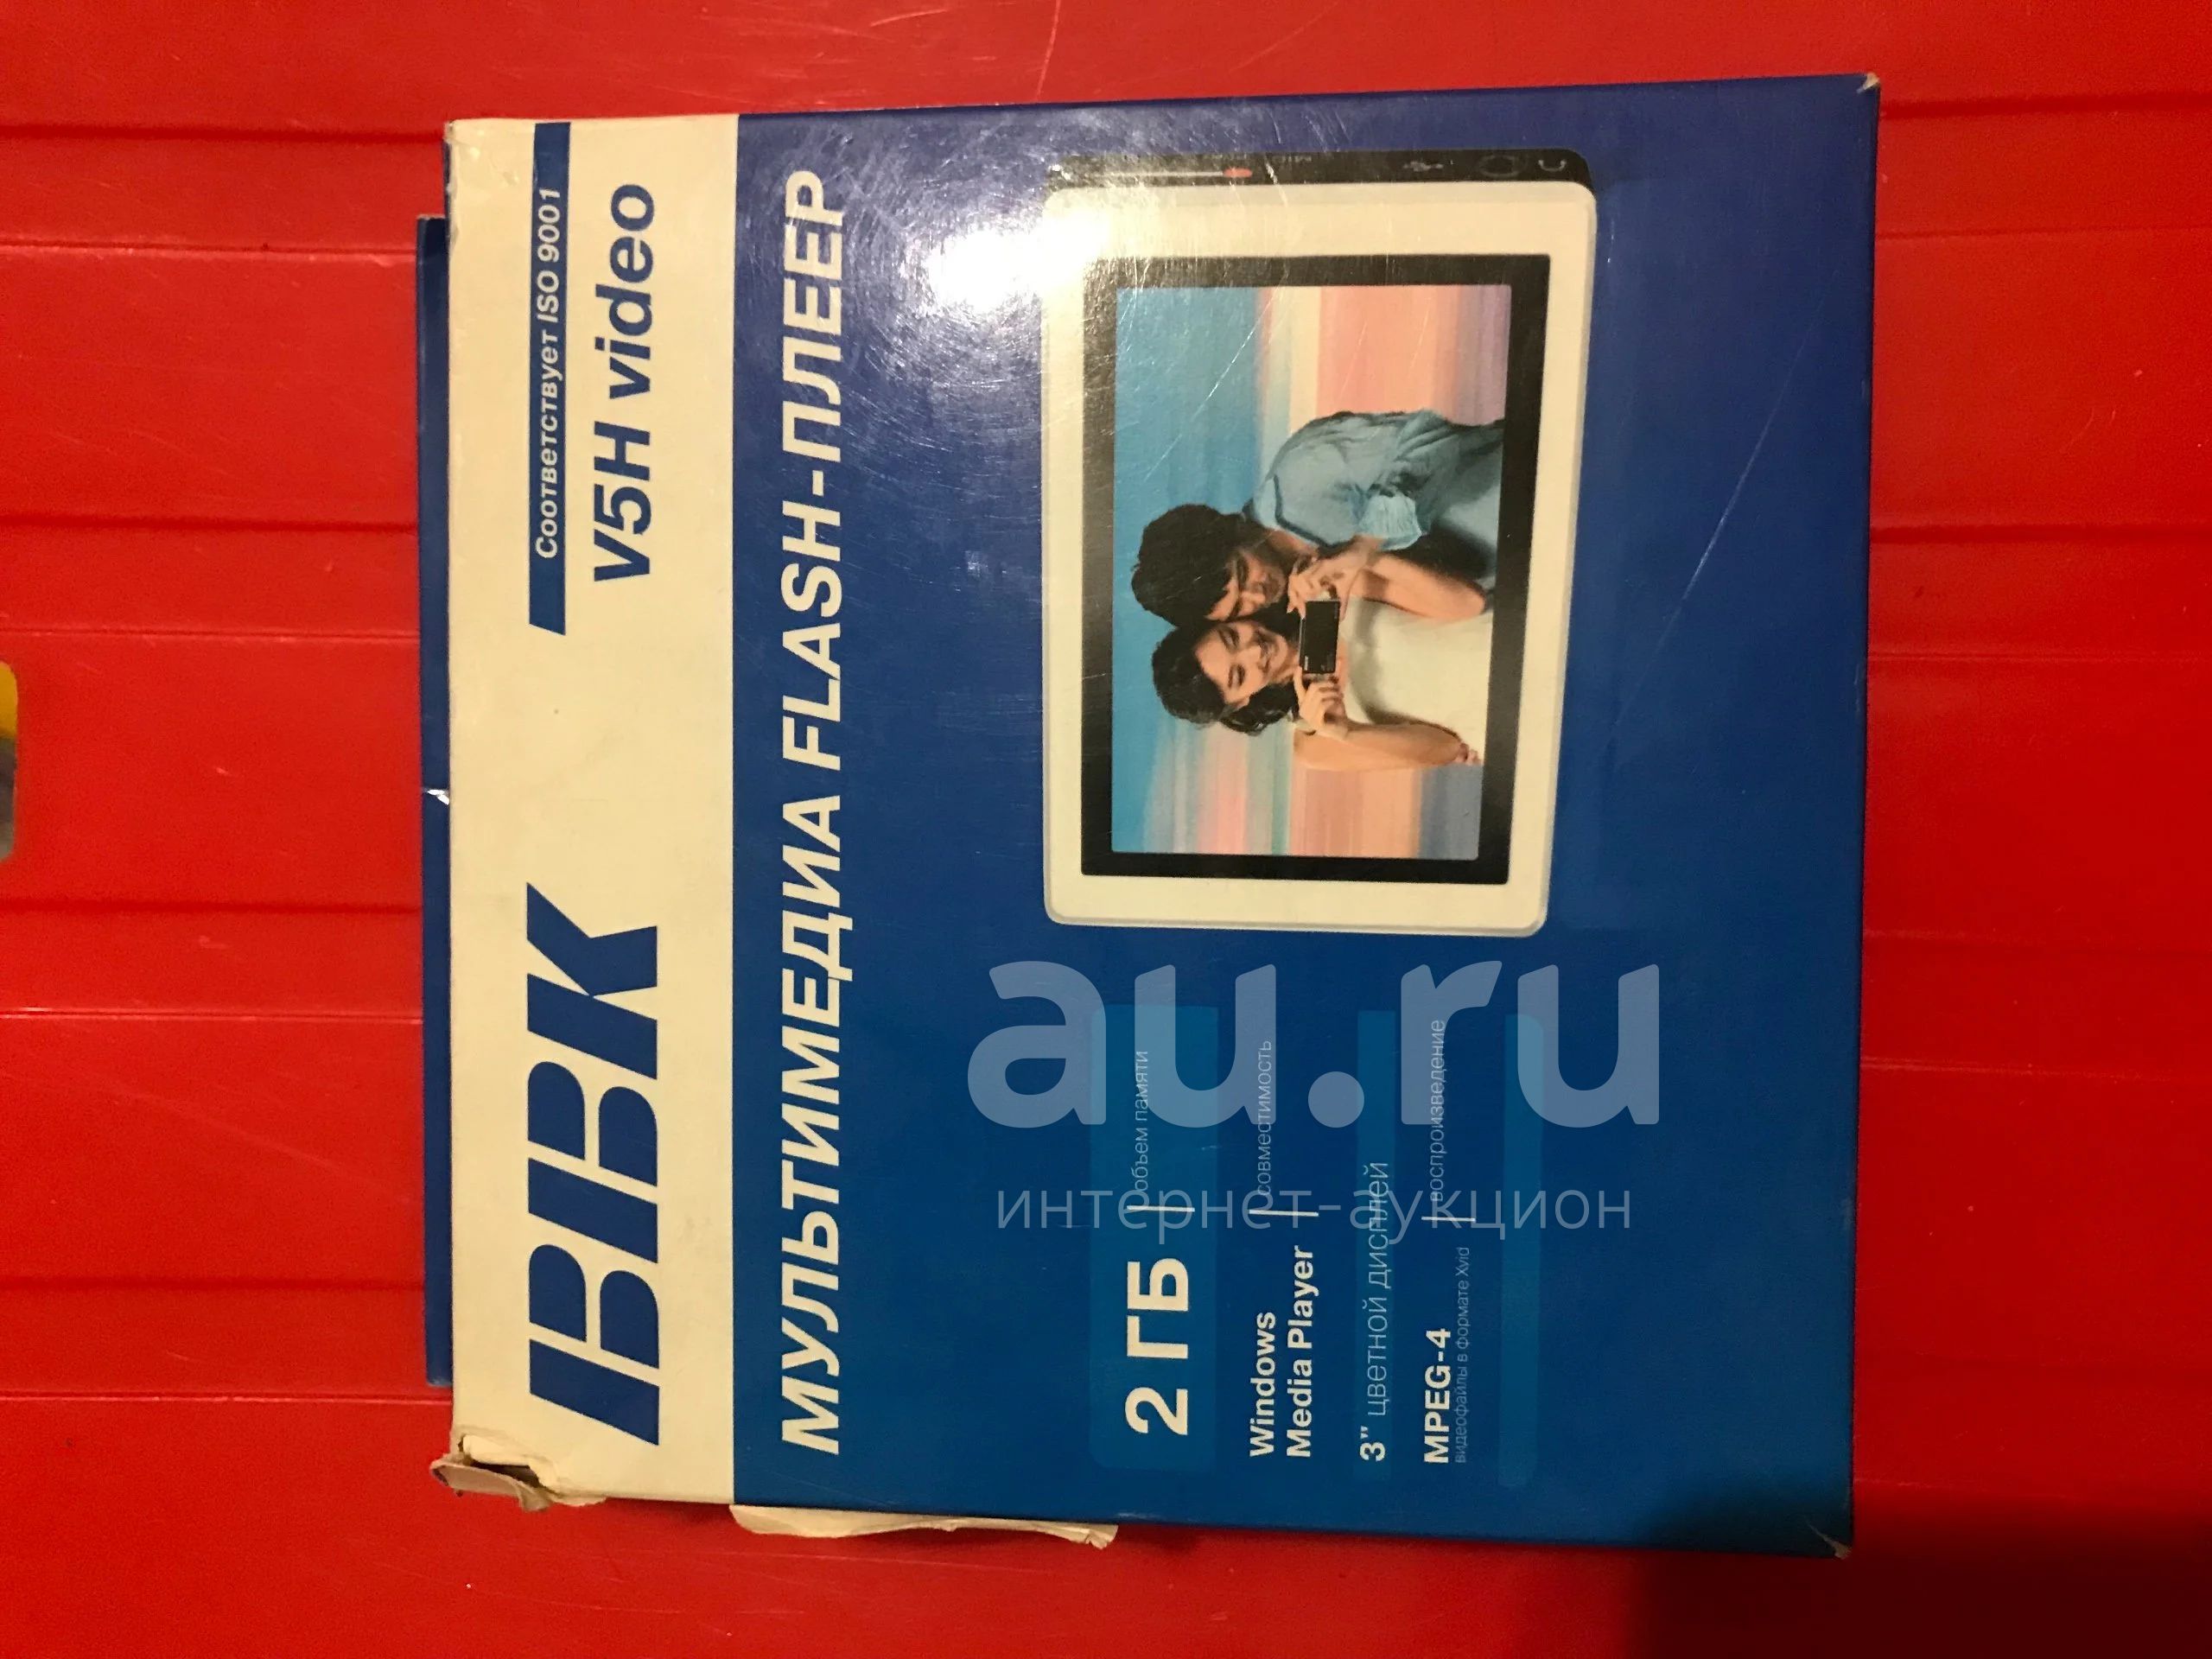 BBK
Соответствует ISO 9001
V5H video
МУЛЬТИМЕДИА FLASH-ПЛЕЕР
2 ГБ | объем памяти
Windows
Media Player | совместимость
3" цветной дисплей
MPEG-4 | воспроизведение
видеофайлы в формате Xvid
au.ru
интернет-аукцион